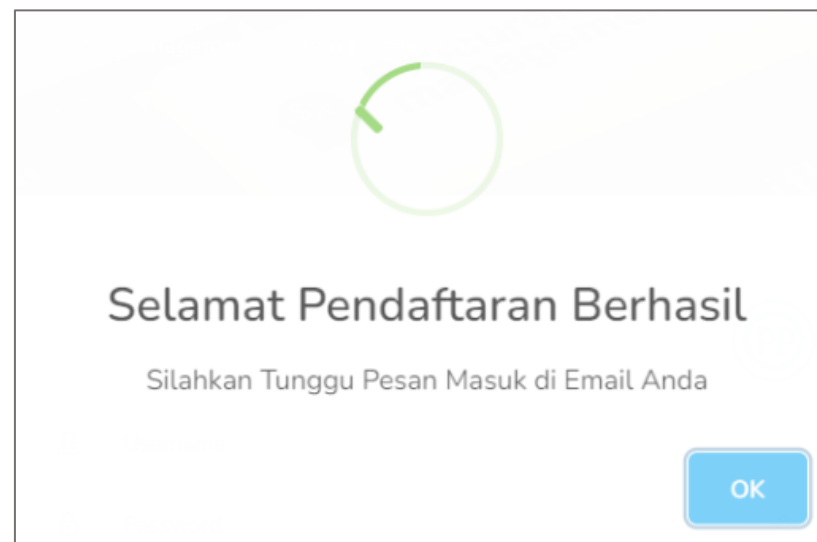 Selamat Pendaftaran Berhasil
Silahkan Tunggu Pesan Masuk di Email Anda
OK